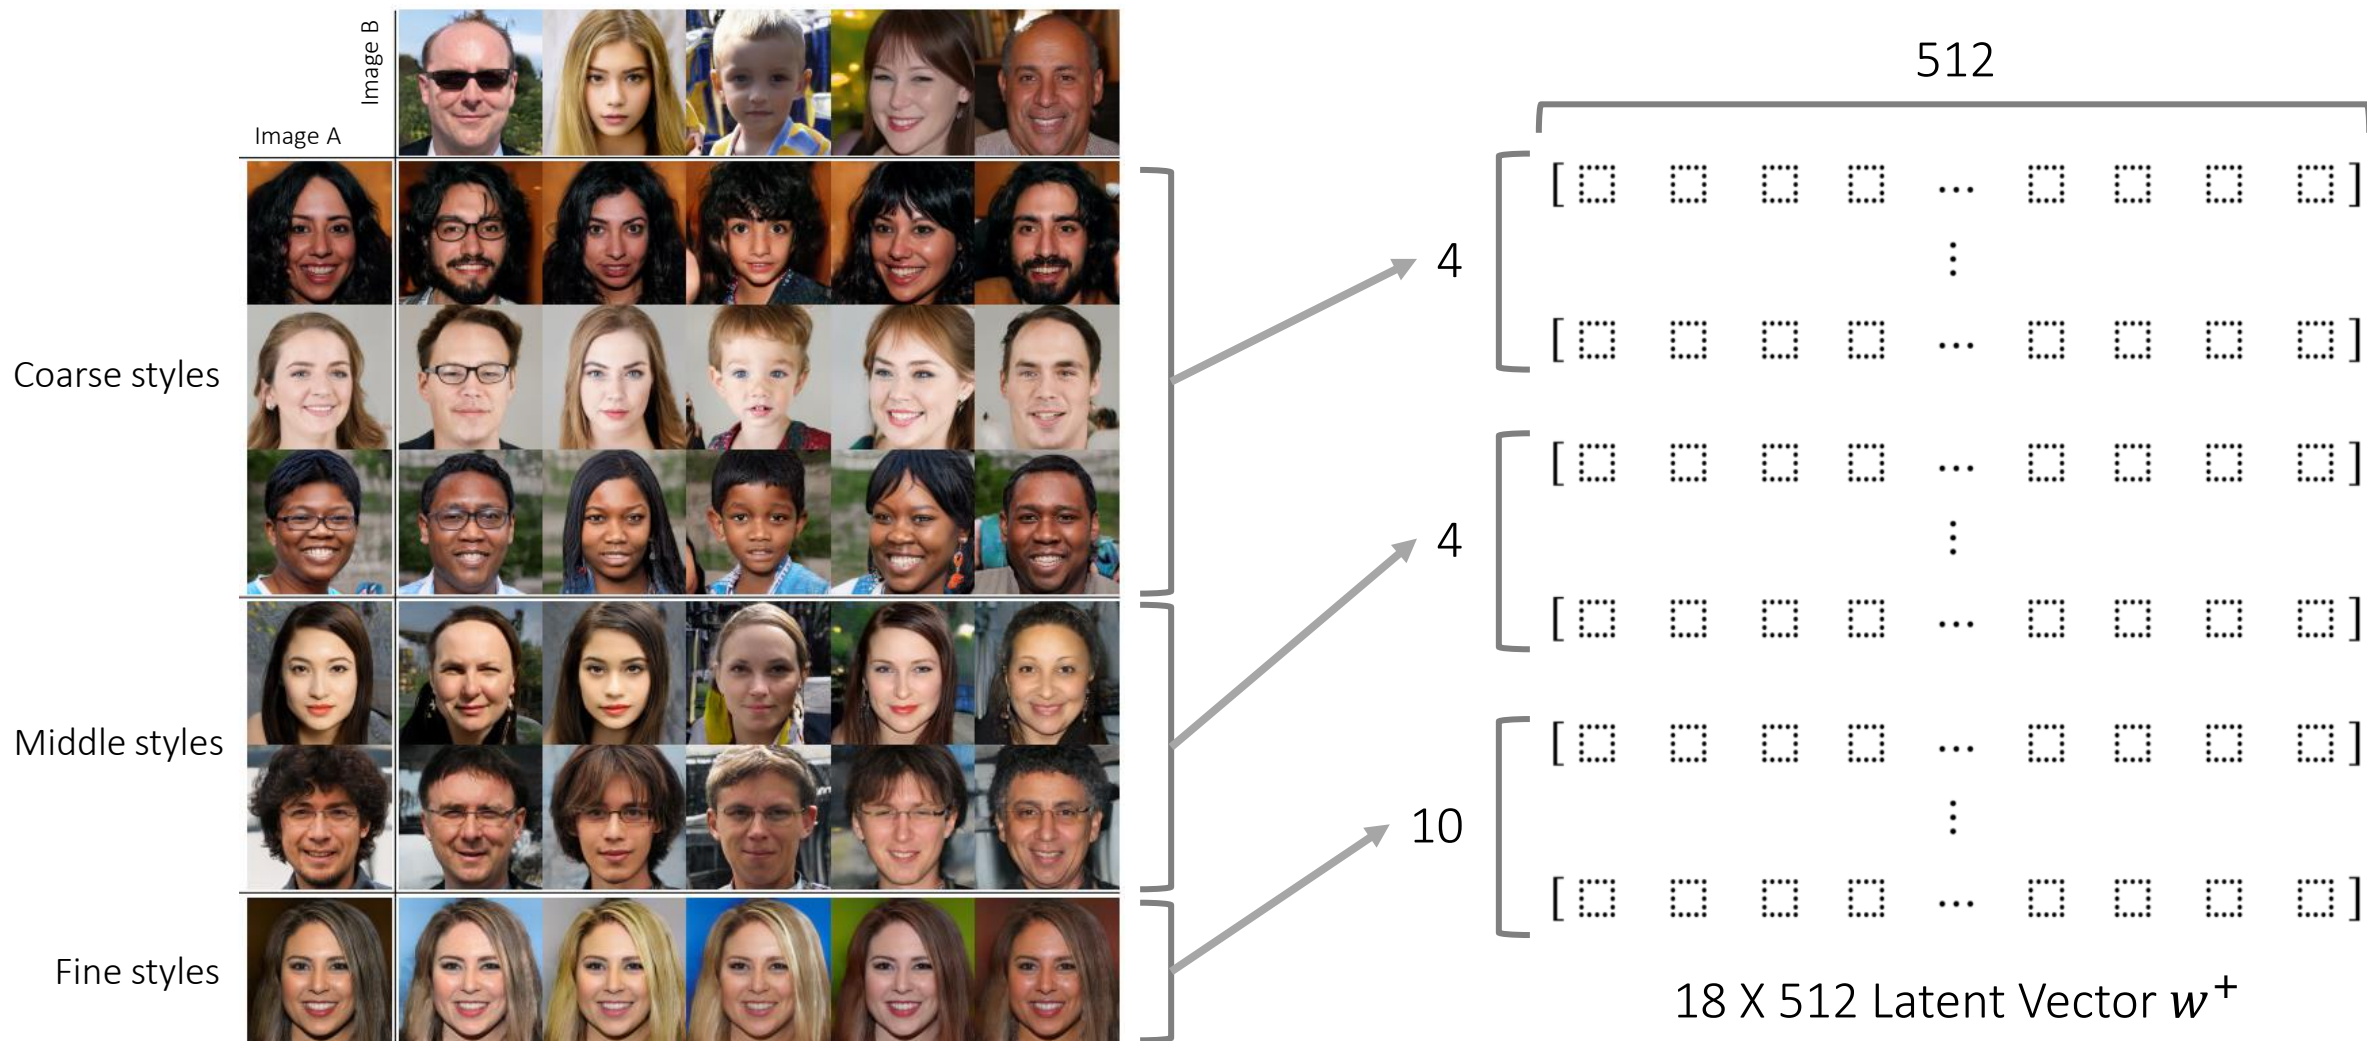 Image B
Image A
Coarse styles
Middle styles
Fine styles
512
4
4
10
18 X 512 Latent Vector w⁺